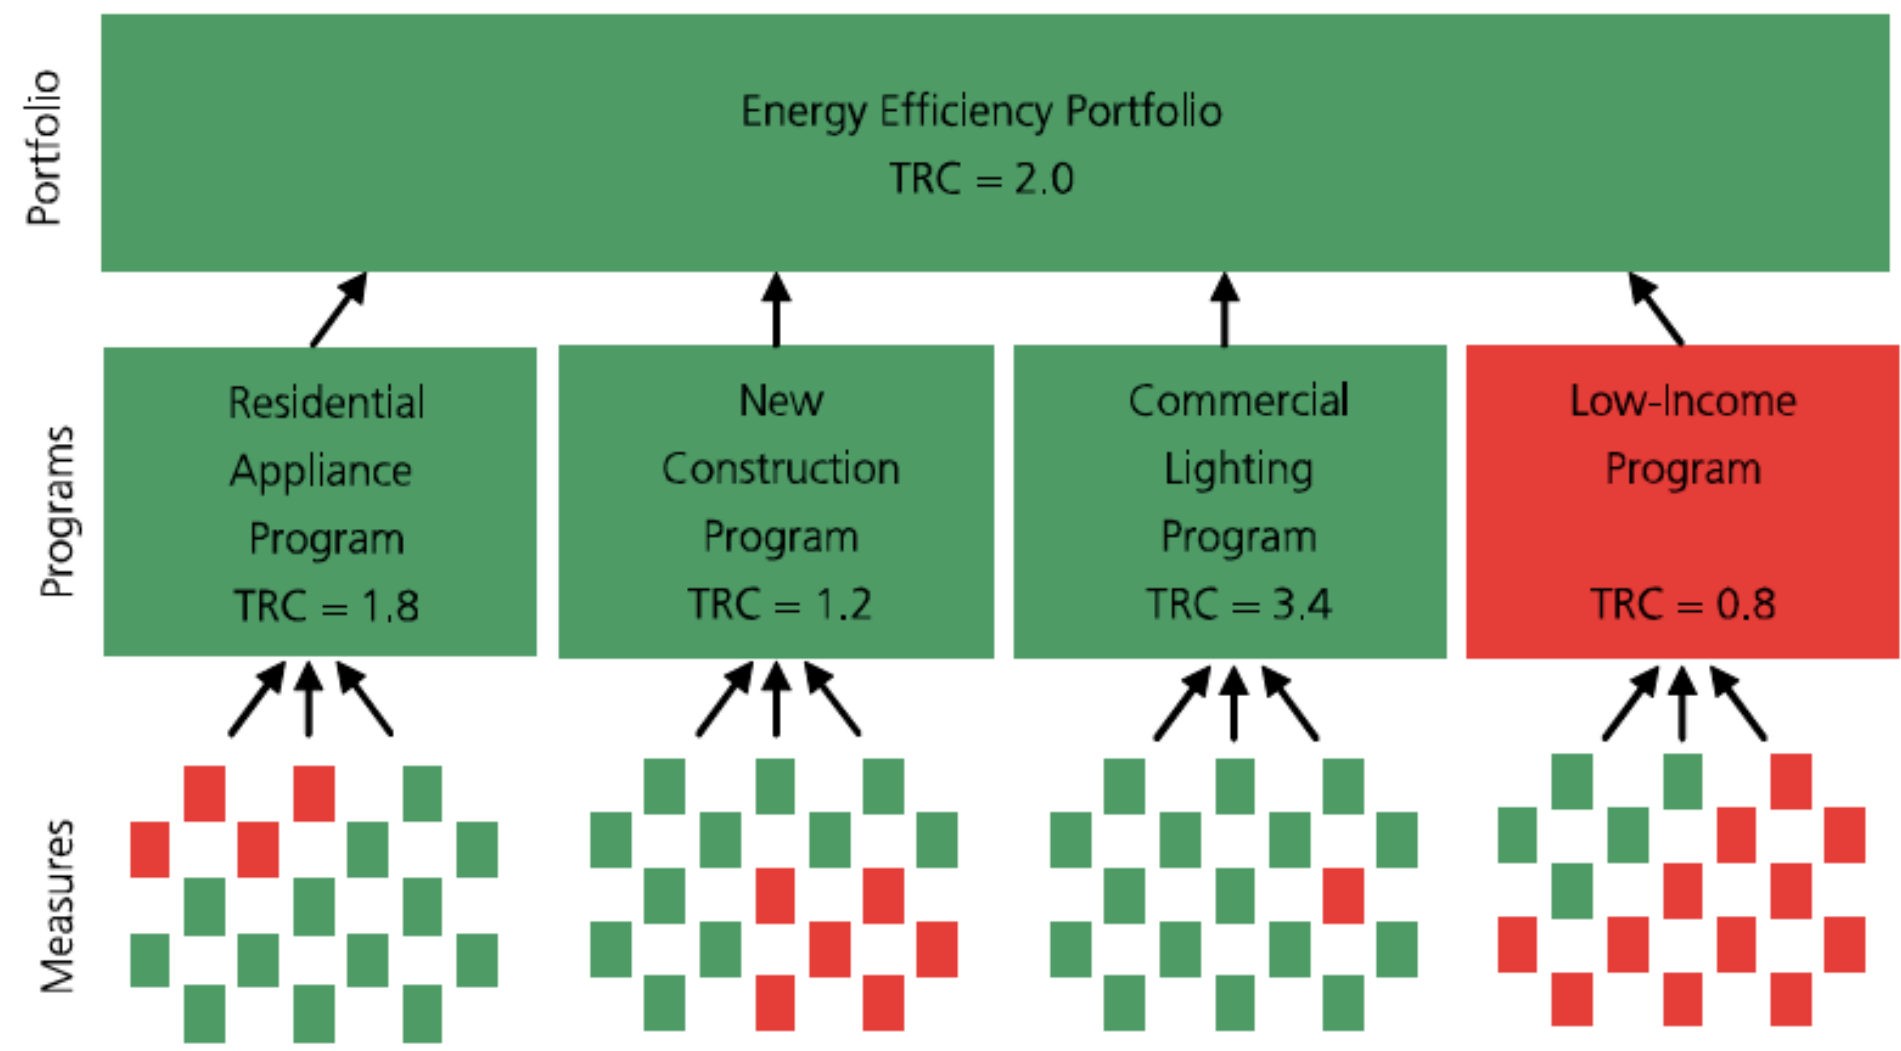 Portfolio
Energy Efficiency Portfolio
TRC = 2.0
Programs
Residential
Appliance
Program
TRC = 1.8
New
Construction
Program
TRC = 1.2
Commercial
Lighting
Program
TRC = 3.4
Low-Income
Program
TRC = 0.8
Measures